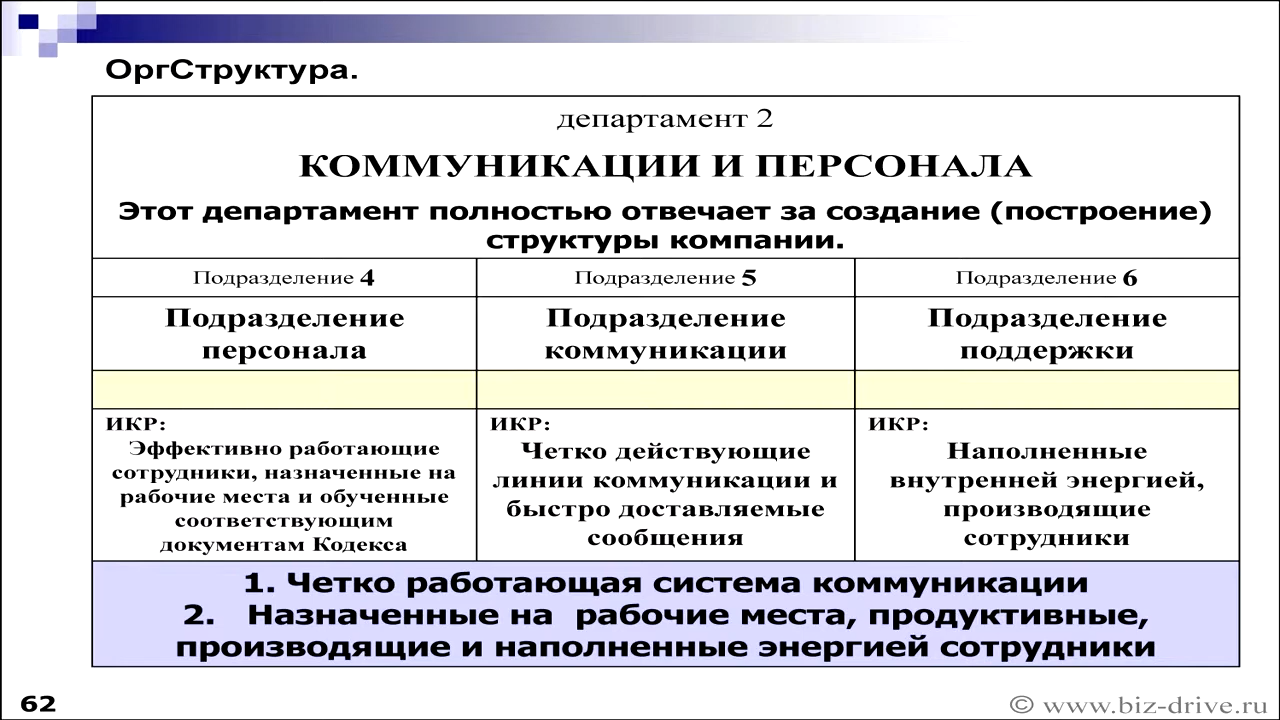 ОргСтруктура.
департамент 2
КОММУНИКАЦИИ И ПЕРСОНАЛА
Этот департамент полностью отвечает за создание (построение)
структуры компании.
Подразделение 4
Подразделение 5
Подразделение 6
Подразделение
персонала
Подразделение
коммуникации
Подразделение
поддержки
ИКР:
Эффективно работающие
сотрудники, назначенные на
рабочие места и обученные
соответствующим
документам Кодекса
ИКР:
Четко действующие
линии коммуникации и
быстро доставляемые
сообщения
ИКР:
Наполненные
внутренней энергией,
производящие
сотрудники
1. Четко работающая система коммуникации
2. Назначенные на рабочие места, продуктивные,
производящие и наполненные энергией сотрудники
62
© www.biz-drive.ru